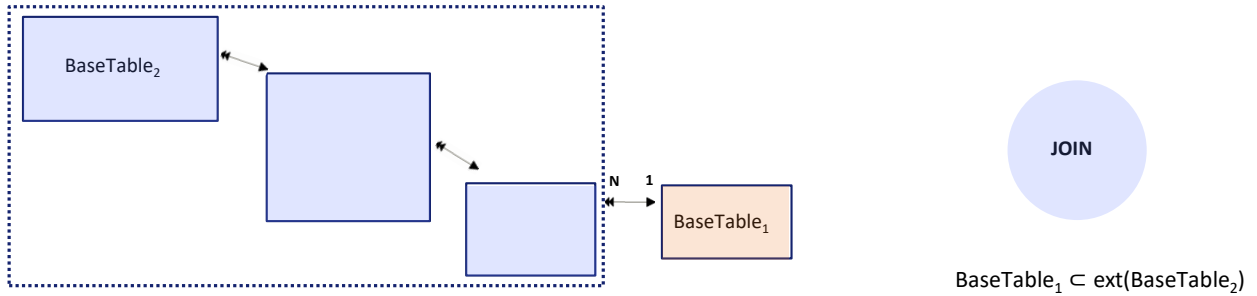 BaseTable₂
N 1
BaseTable₁
JOIN
BaseTable₁ ⊂ ext(BaseTable₂)